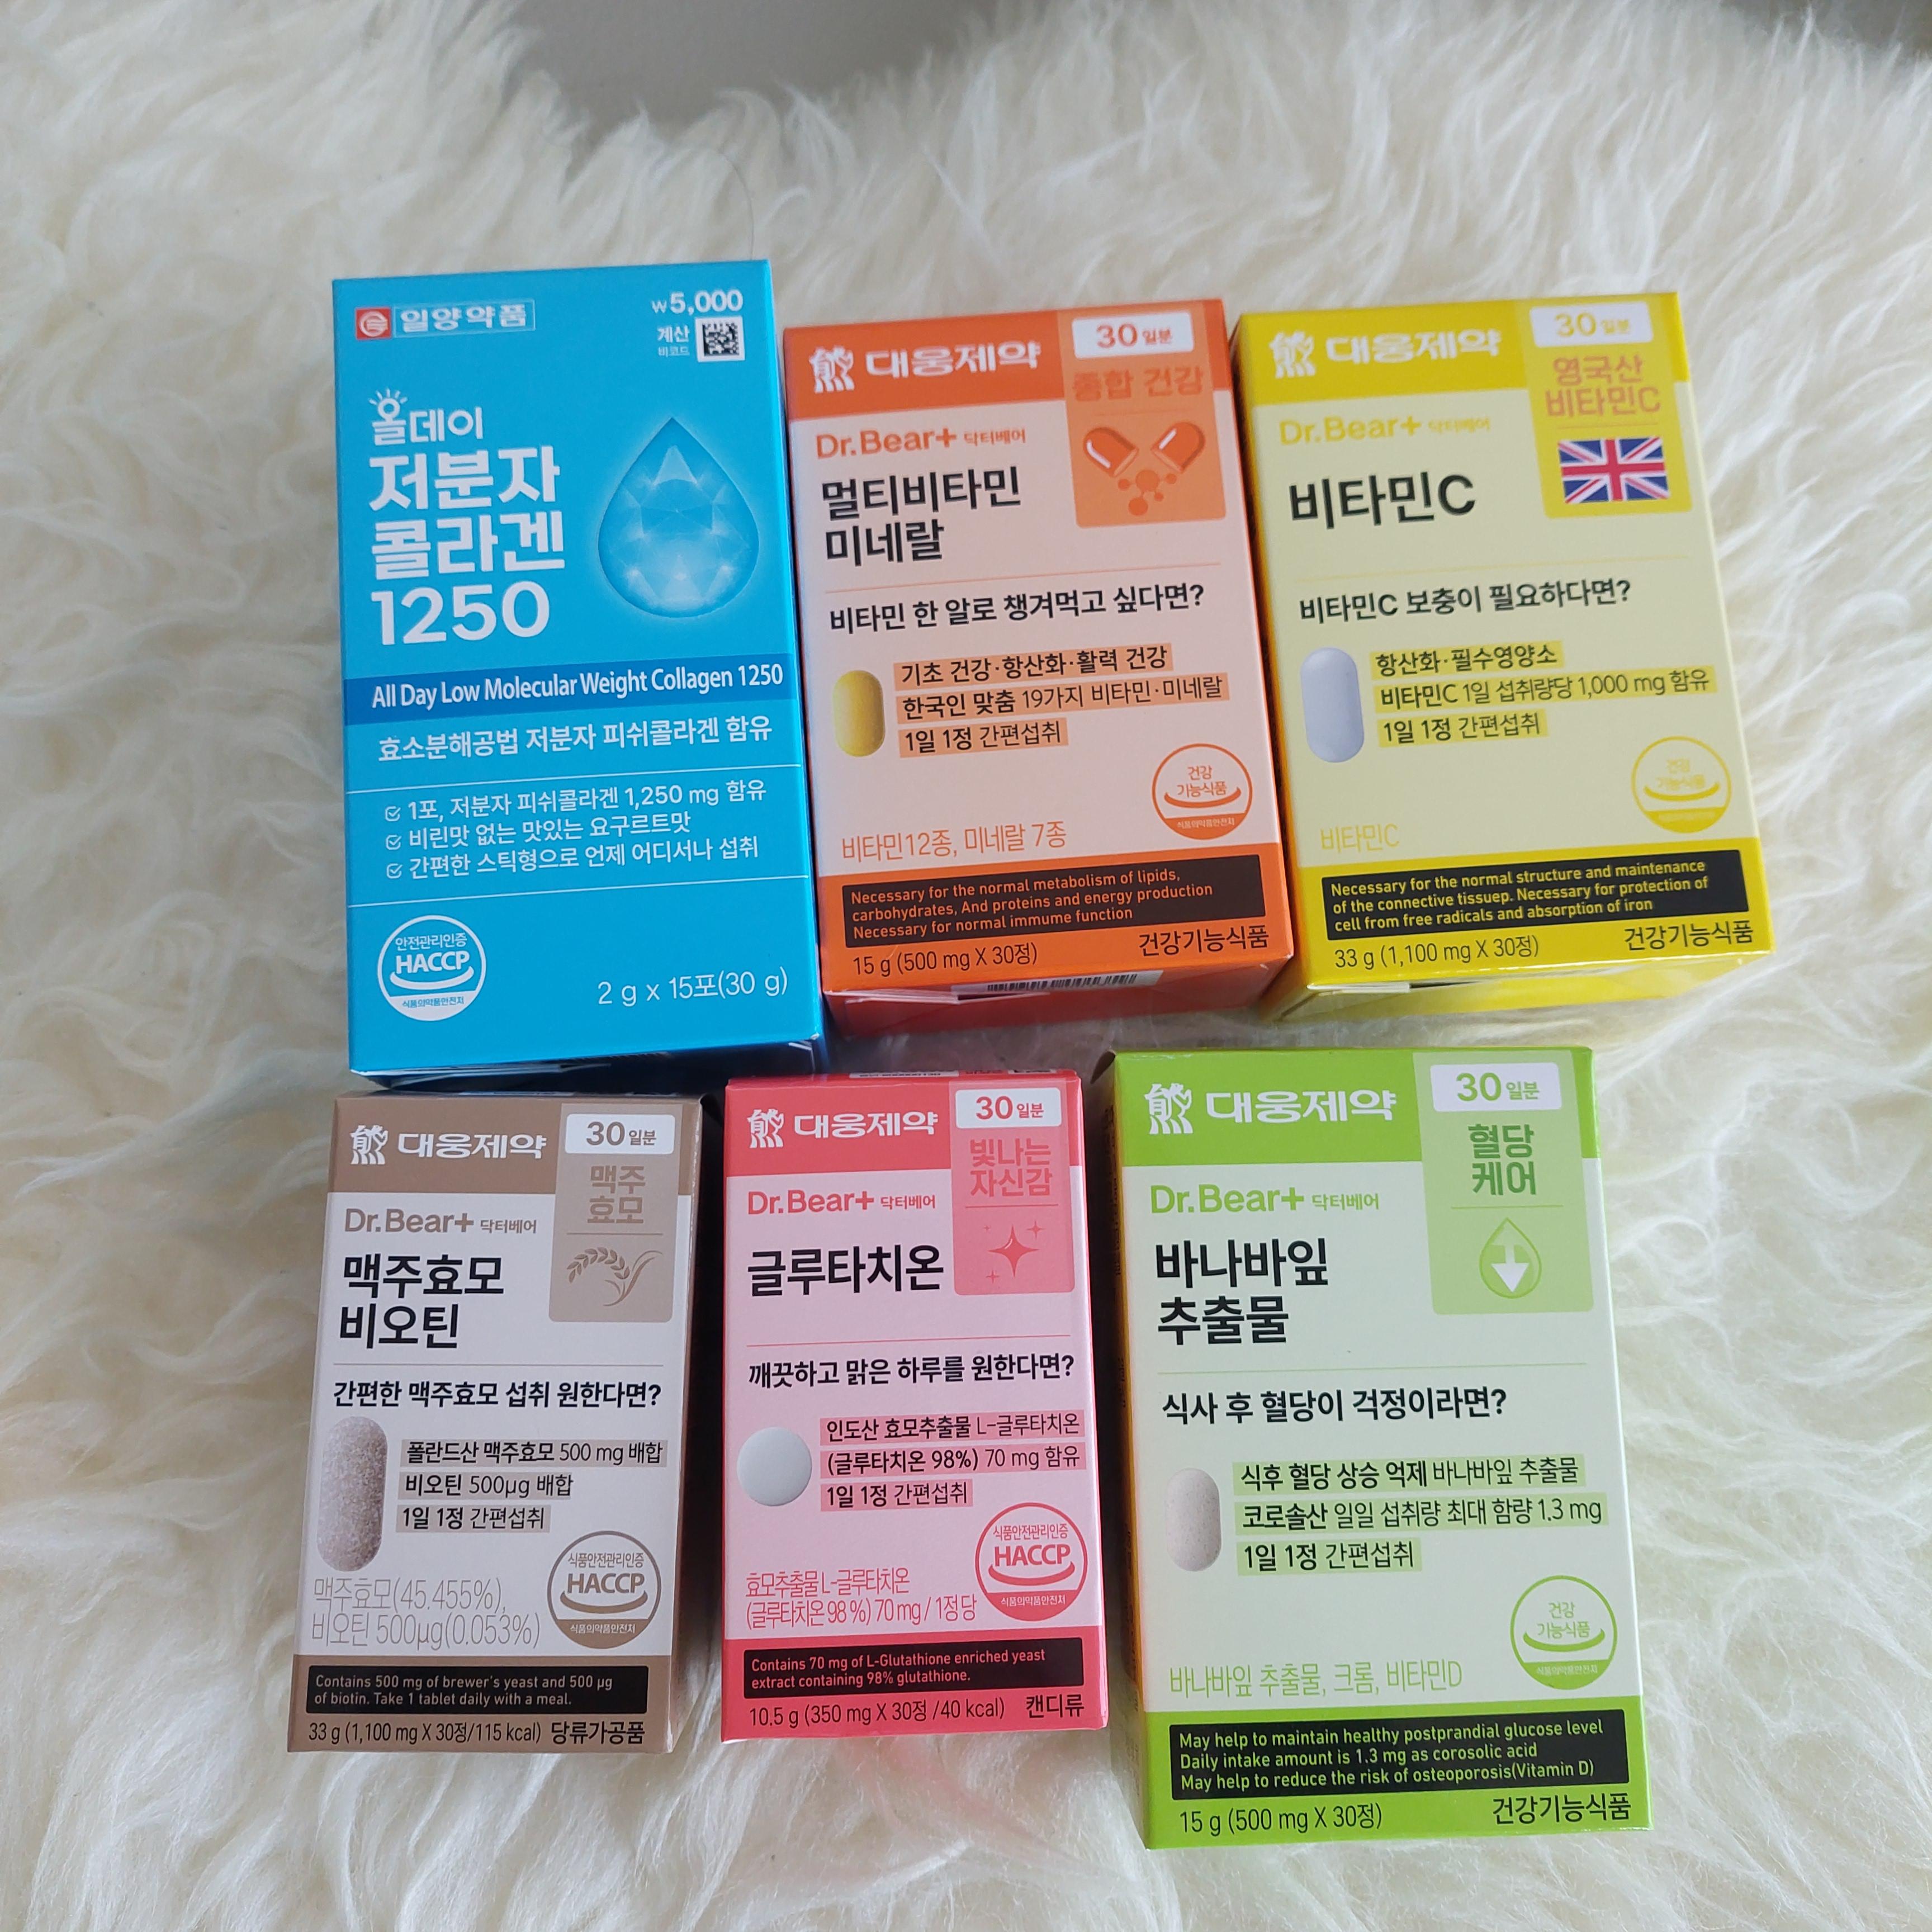 일양약품
₩5,000
계산
바코드
올데이
저분자
콜라겐
1250
All Day Low Molecular Weight Collagen 1250
효소분해공법 저분자 피쉬콜라겐 함유
1포, 저분자 피쉬콜라겐 1,250 mg 함유
비린맛 없는 맛있는 요구르트맛
간편한 스틱형으로 언제 어디서나 섭취
안전관리인증
HACCP
식품의약품안전처
2 g x 15포(30 g)
대웅제약
30일분
종합 건강
Dr.Bear+ 닥터베어
멀티비타민
미네랄
비타민 한 알로 챙겨먹고 싶다면?
기초 건강·항산화·활력 건강
한국인 맞춤 19가지 비타민·미네랄
1일 1정 간편섭취
건강
기능식품
식품의약품안전처
비타민12종, 미네랄 7종
Necessary for the normal metabolism of lipids,
carbohydrates, And proteins and energy production
Necessary for normal immune function
15 g (500 mg X 30정)
건강기능식품
대웅제약
30일분
영국산
비타민C
Dr.Bear+ 닥터베어
비타민C
비타민C 보충이 필요하다면?
항산화·필수영양소
비타민C 1일 섭취량당 1,000 mg 함유
1일 1정 간편섭취
건강
기능식품
식품의약품안전처
비타민C
Necessary for the normal structure and maintenance
of the connective tissuep. Necessary for protection of
cell from free radicals and absorption of iron
33 g (1,100 mg X 30정)
건강기능식품
대웅제약
30일분
맥주
효모
Dr.Bear+ 닥터베어
맥주효모
비오틴
간편한 맥주효모 섭취 원한다면?
폴란드산 맥주효모 500 mg 배합
비오틴 500µg 배합
1일 1정 간편섭취
식품안전관리인증
HACCP
식품의약품안전처
맥주효모(45.455%),
비오틴 500µg(0.053%)
Contains 500 mg of brewer's yeast and 500 µg
of biotin. Take 1 tablet daily with a meal.
33 g (1,100 mg X 30정/115 kcal) 당류가공품
대웅제약
30일분
빛나는
자신감
Dr.Bear+ 닥터베어
글루타치온
깨끗하고 맑은 하루를 원한다면?
인도산 효모추출물 L-글루타치온
(글루타치온 98%) 70 mg 함유
1일 1정 간편섭취
식품안전관리인증
HACCP
식품의약품안전처
효모추출물 L-글루타치온
(글루타치온 98 %) 70 mg / 1정당
Contains 70 mg of L-Glutathione enriched yeast
extract containing 98% glutathione.
10.5 g (350 mg X 30정 /40 kcal) 캔디류
대웅제약
30일분
혈당
케어
Dr.Bear+ 닥터베어
바나바잎
추출물
식사 후 혈당이 걱정이라면?
식후 혈당 상승 억제 바나바잎 추출물
코로솔산 일일 섭취량 최대 함량 1.3 mg
1일 1정 간편섭취
건강
기능식품
식품의약품안전처
바나바잎 추출물, 크롬, 비타민D
May help to maintain healthy postprandial glucose level
Daily intake amount is 1.3 mg as corosolic acid
May help to reduce the risk of osteoporosis(Vitamin D)
15 g (500 mg X 30정)
건강기능식품